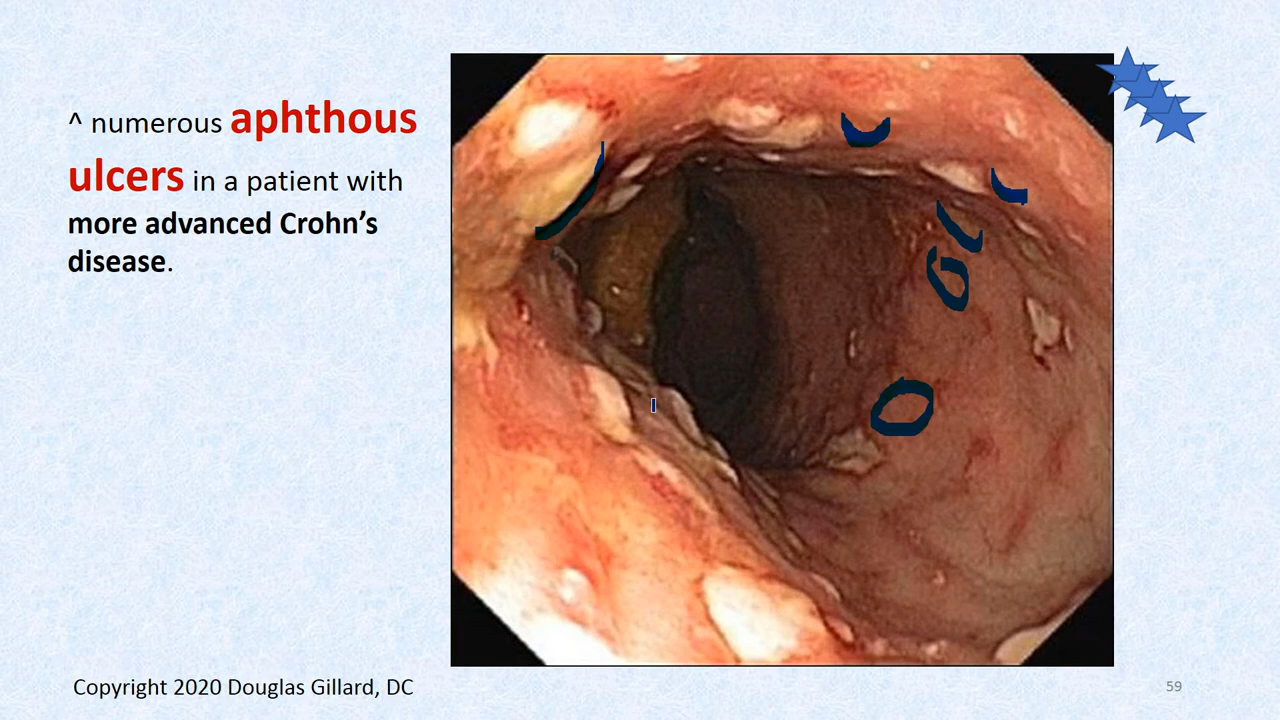 ^ numerous aphthous
ulcers in a patient with
more advanced Crohn’s
disease.
Copyright 2020 Douglas Gillard, DC
59